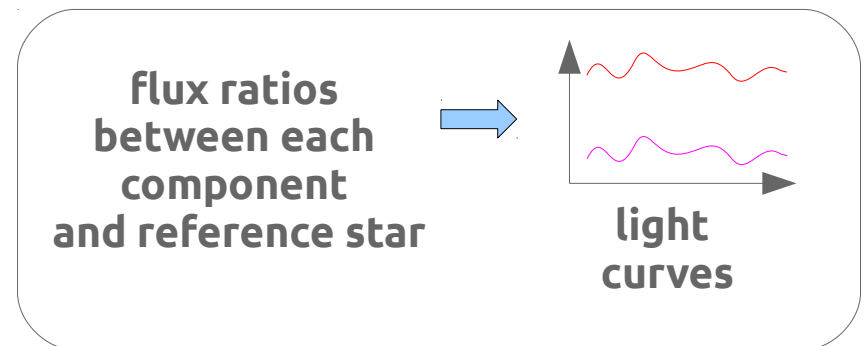 flux ratios
between each
component
and reference star
light
curves